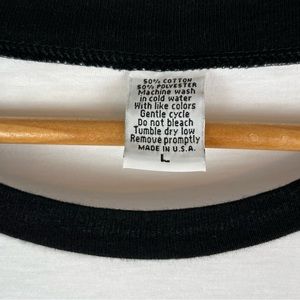 50% COTTON
50% POLYESTER
Machine wash
in cold water
With like colors
Gentle cycle
Do not bleach
Tumble dry low
Remove promptly
MADE IN U.S.A.
L